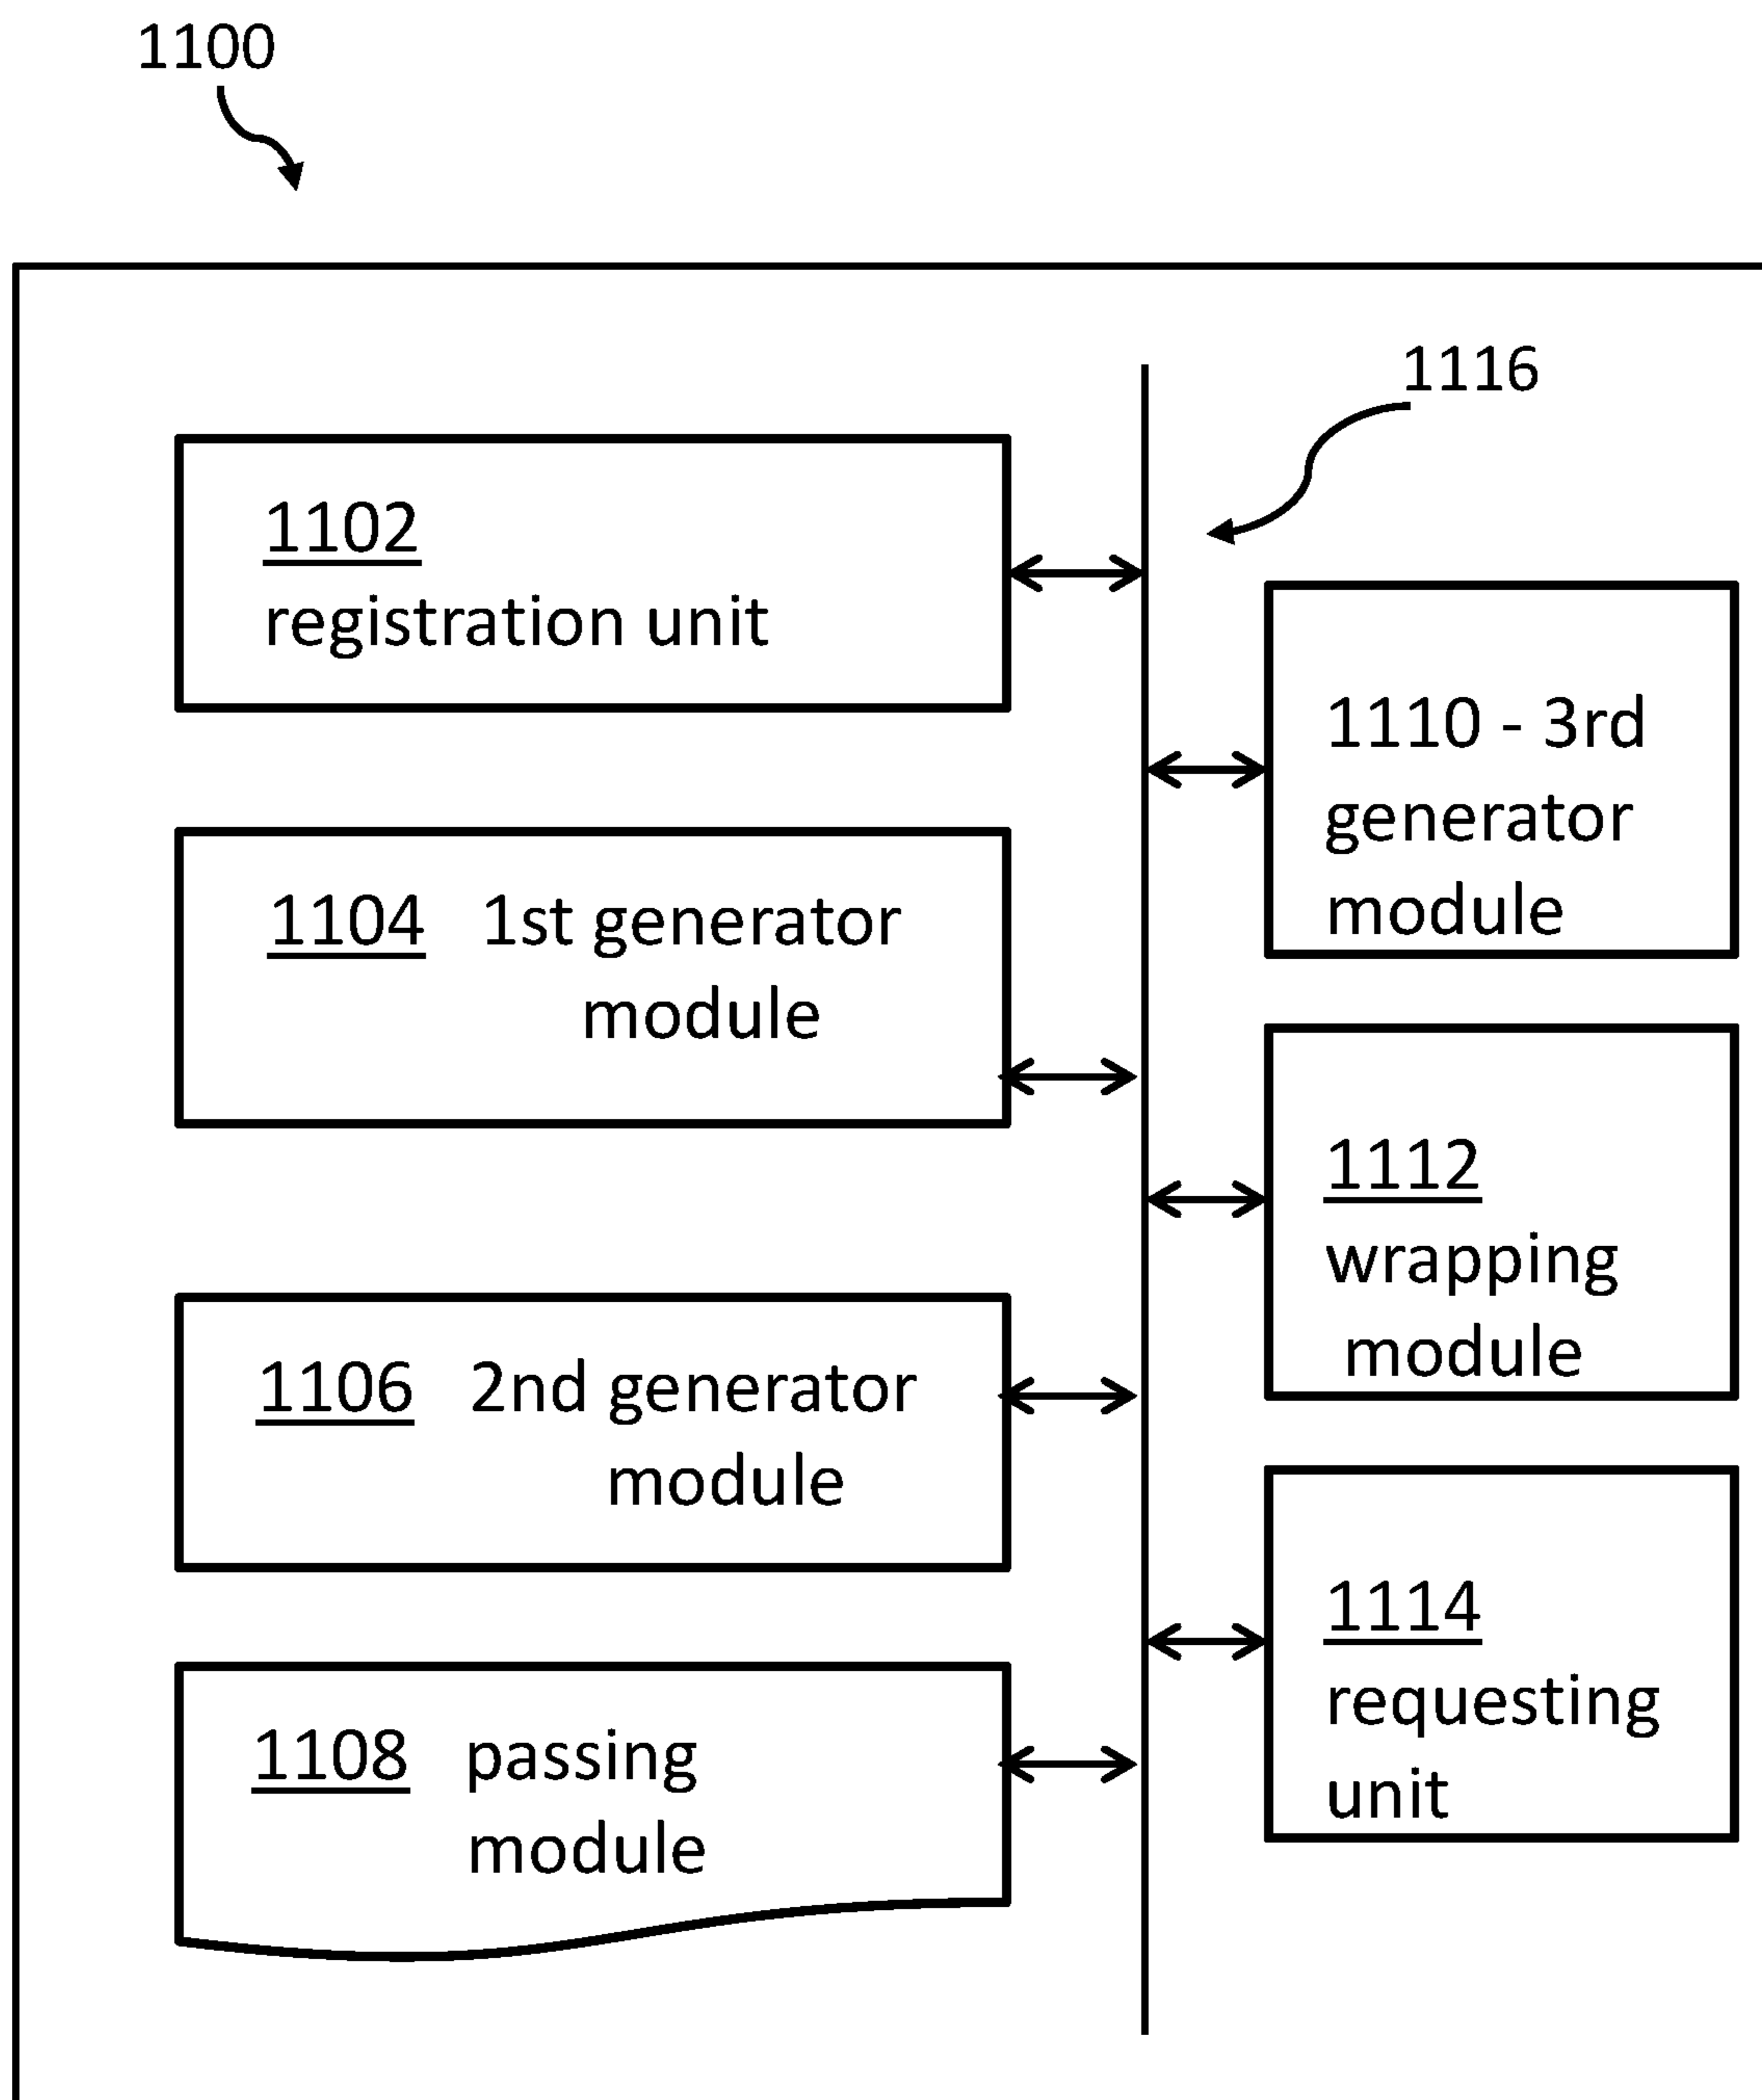 1100
1116
1102
registration unit
1104 1st generator
module
1106 2nd generator
module
1108 passing
module
1110 - 3rd
generator
module
1112
wrapping
module
1114
requesting
unit